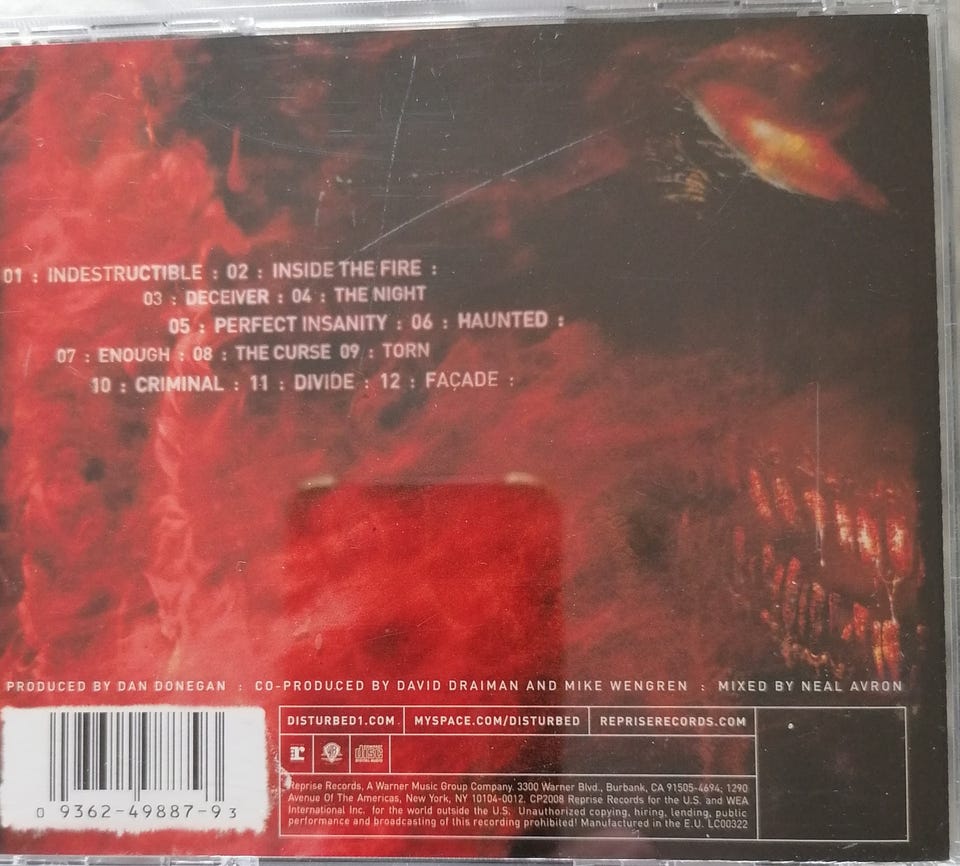 01 : INDESTRUCTIBLE : 02 : INSIDE THE FIRE :
03 : DECEIVER : 04 : THE NIGHT
05 : PERFECT INSANITY : 06 : HAUNTED :
07 : ENOUGH : 08 : THE CURSE 09 : TORN
10 : CRIMINAL : 11 : DIVIDE : 12 : FAÇADE :
PRODUCED BY DAN DONEGAN : CO-PRODUCED BY DAVID DRAIMAN AND MIKE WENGREN : MIXED BY NEAL AVRON
DISTURBED1.COM MYSPACE.COM/DISTURBED REPRISERECORDS.COM
r WB COMPACT disc DIGITAL AUDIO
Reprise Records, A Warner Music Group Company. 3300 Warner Blvd., Burbank, CA 91505-4694; 1290
Avenue Of The Americas, New York, NY 10104-0012. CP2008 Reprise Records for the U.S. and WEA
International Inc. for the world outside the U.S. Unauthorized copying, hiring, lending, public
performance and broadcasting of this recording prohibited! Manufactured in the E.U. LC00322
0 9362-49887-9 3